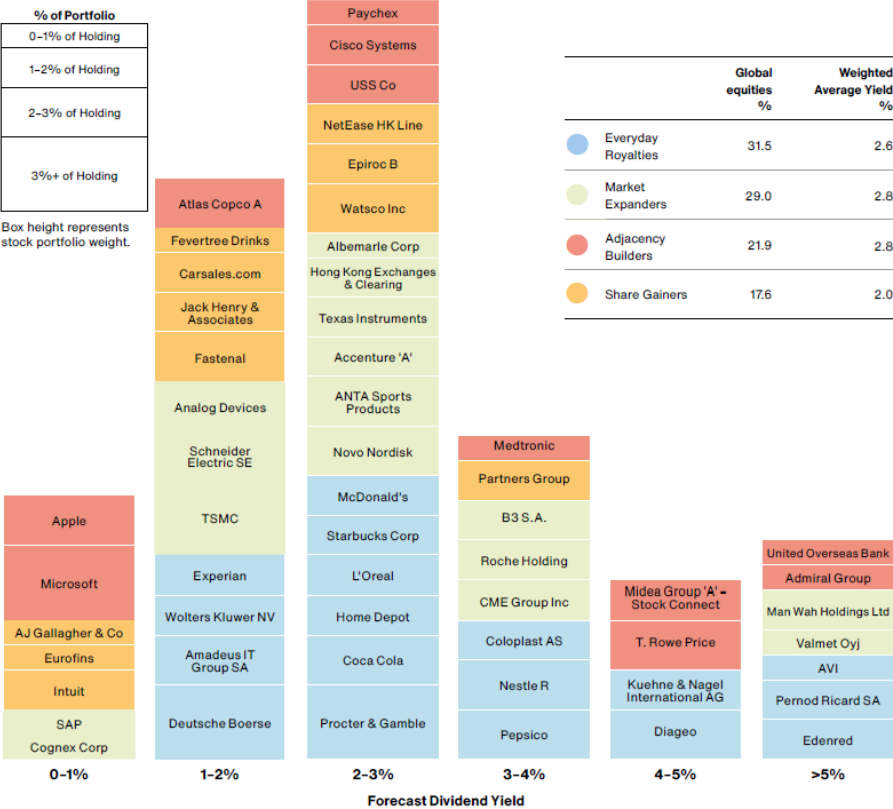 % of Portfolio
0–1% of Holding
1–2% of Holding
2–3% of Holding
3%+ of Holding
Box height represents
stock portfolio weight.
Global
equities
%
Weighted
Average Yield
%
Everyday
Royalties
31.5
2.6
Market
Expanders
29.0
2.8
Adjacency
Builders
21.9
2.8
Share Gainers
17.6
2.0
Apple
Microsoft
AJ Gallagher & Co
Eurofins
Intuit
SAP
Cognex Corp
0–1%
Atlas Copco A
Fevertree Drinks
Carsales.com
Jack Henry &
Associates
Fastenal
Analog Devices
Schneider
Electric SE
TSMC
Experian
Wolters Kluwer NV
Amadeus IT
Group SA
Deutsche Boerse
1–2%
Paychex
Cisco Systems
USS Co
NetEase HK Line
Epiroc B
Watsco Inc
Albemarle Corp
Hong Kong Exchanges
& Clearing
Texas Instruments
Accenture 'A'
ANTA Sports
Products
Novo Nordisk
McDonald's
Starbucks Corp
L'Oreal
Home Depot
Coca Cola
Procter & Gamble
2–3%
Medtronic
Partners Group
B3 S.A.
Roche Holding
CME Group Inc
Coloplast AS
Nestle R
Pepsico
3–4%
Midea Group 'A' –
Stock Connect
T. Rowe Price
Kuehne & Nagel
International AG
Diageo
4–5%
United Overseas Bank
Admiral Group
Man Wah Holdings Ltd
Valmet Oyj
AVI
Pernod Ricard SA
Edenred
>5%
Forecast Dividend Yield